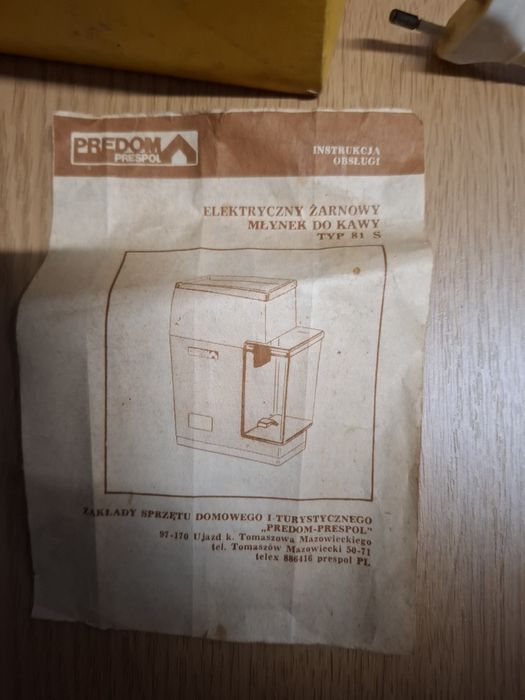 PREDOM
PRESPOL
INSTRUKCJA
OBSŁUGI
ELEKTRYCZNY ŻARNOWY
MŁYNEK DO KAWY
TYP 81 S
ZAKŁADY SPRZĘTU DOMOWEGO I TURYSTYCZNEGO
„PREDOM-PRESPOL"
97-170 Ujazd k. Tomaszowa Mazowieckiego
tel. Tomaszów Mazowiecki 50-71
telex 886416 prespol PL